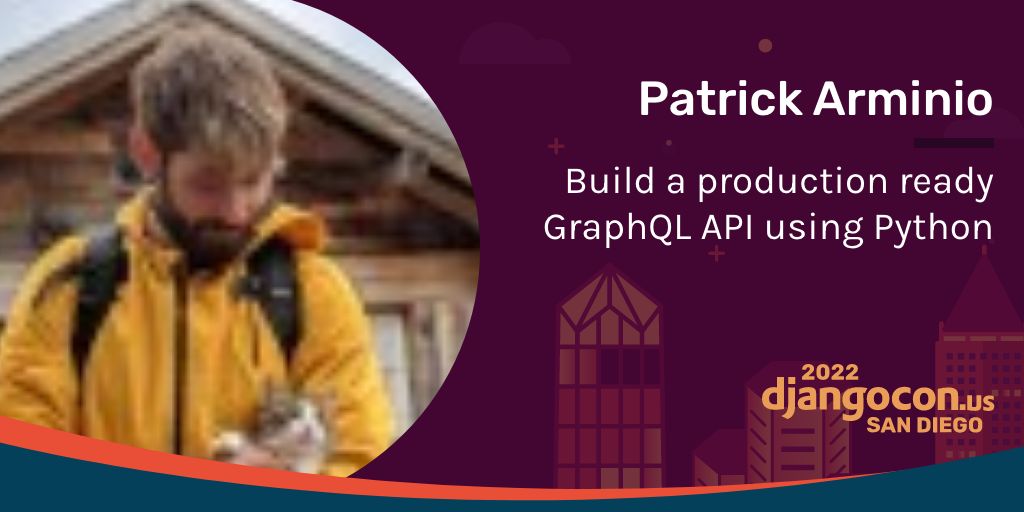 Patrick Arminio
Build a production ready
GraphQL API using Python
2022
djangocon.us
SAN DIEGO